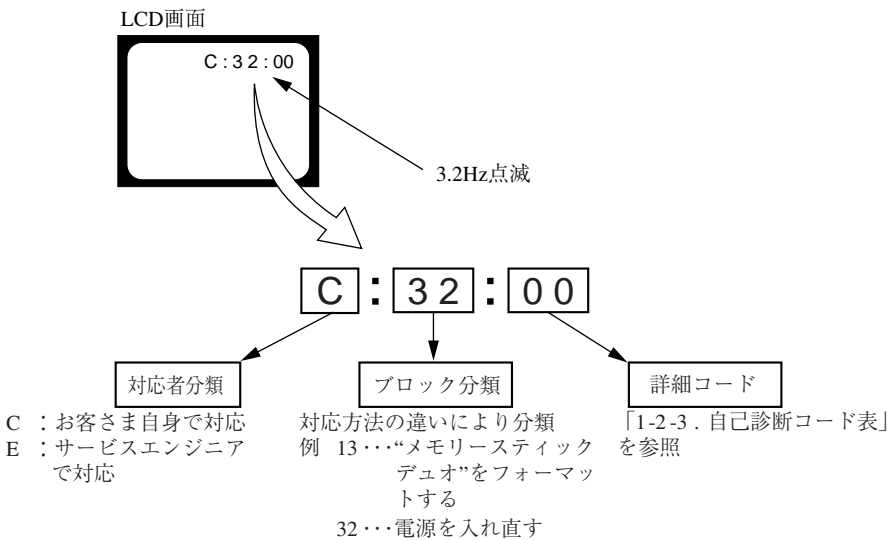 LCD画面
C:32:00
3.2Hz点滅
C:32:00
対応者分類
C :お客さま自身で対応
E :サービスエンジニア
で対応
ブロック分類
対応方法の違いにより分類
例 13･･･“メモリースティック
デュオ”をフォーマッ
トする
32･･･電源を入れ直す
詳細コード
「1-2-3．自己診断コード表」
を参照